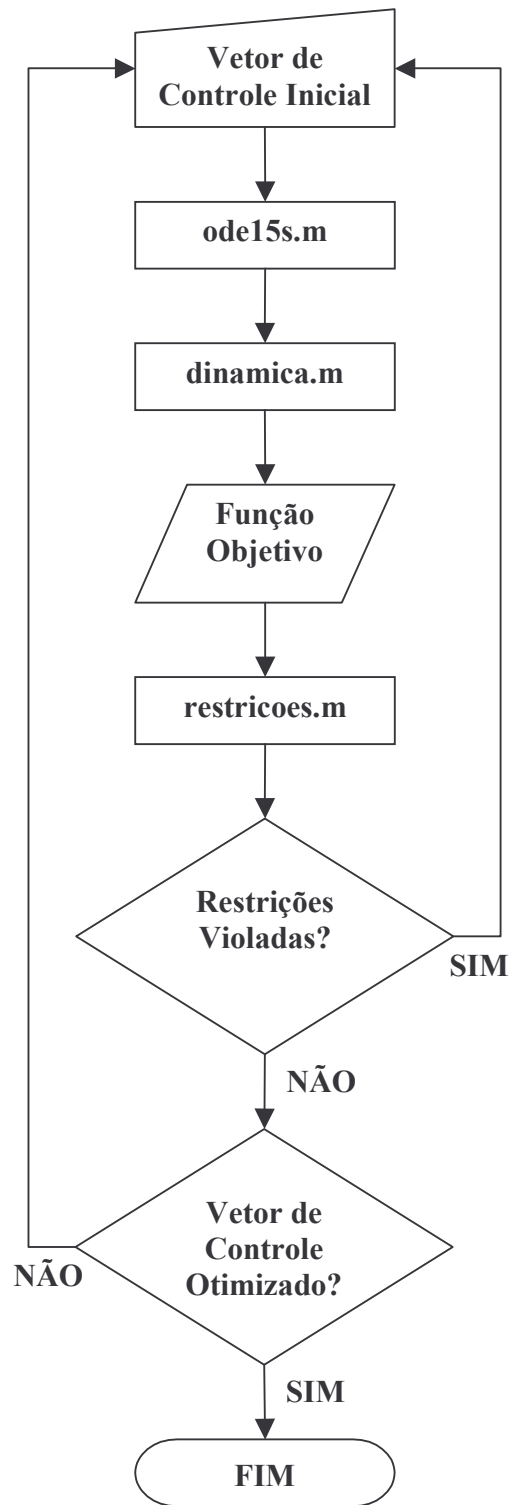 Vetor de
Controle Inicial
ode15s.m
dinamica.m
Função
Objetivo
restricoes.m
Restrições
Violadas?
SIM
NÃO
Vetor de
Controle
Otimizado?
NÃO
SIM
FIM